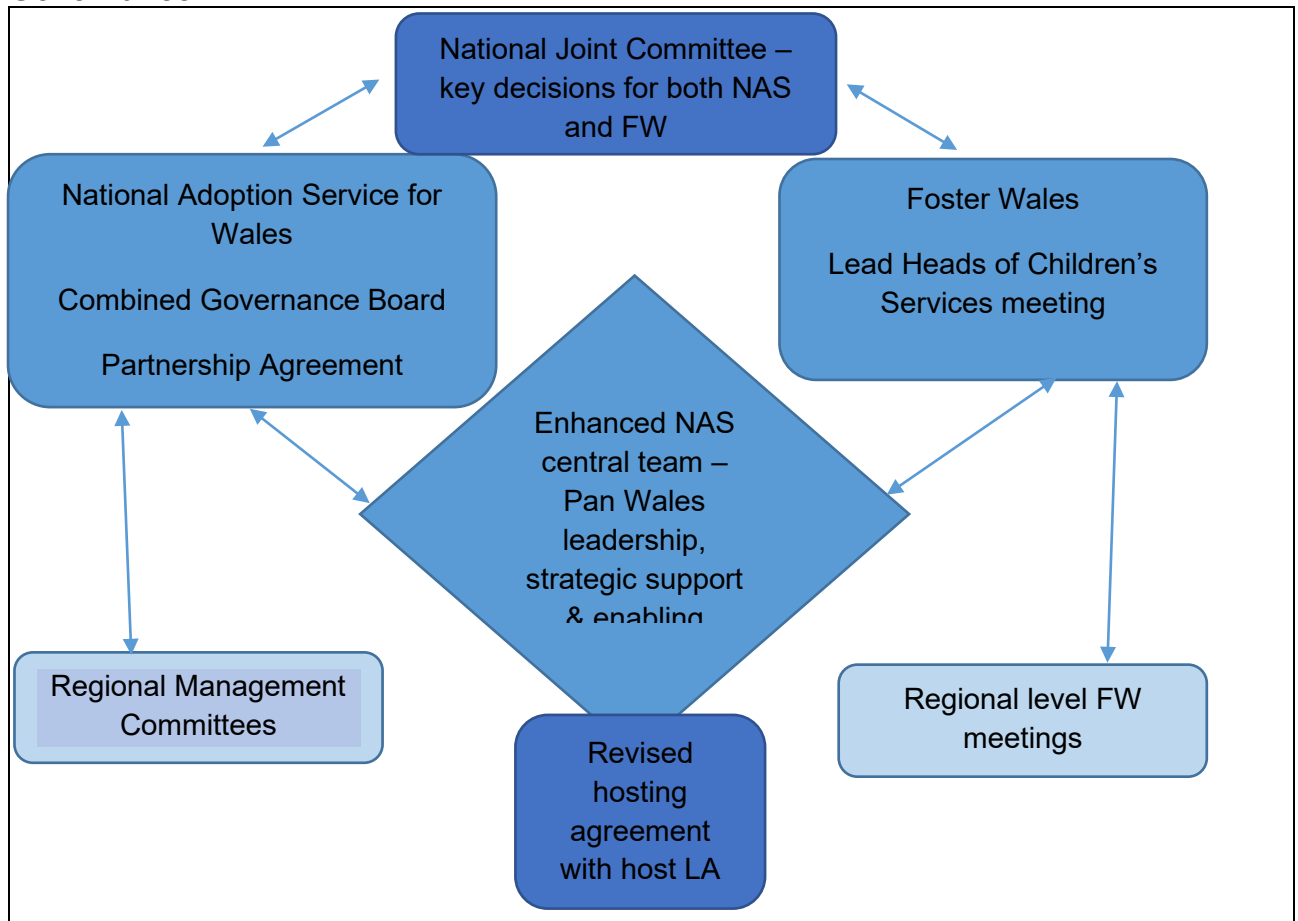 National Joint Committee –
key decisions for both NAS
and FW
National Adoption Service for
Wales
Combined Governance Board
Partnership Agreement
Foster Wales
Lead Heads of Children’s
Services meeting
Enhanced NAS
central team –
Pan Wales
leadership,
strategic support
& enabling
Regional Management
Committees
Regional level FW
meetings
Revised
hosting
agreement
with host LA